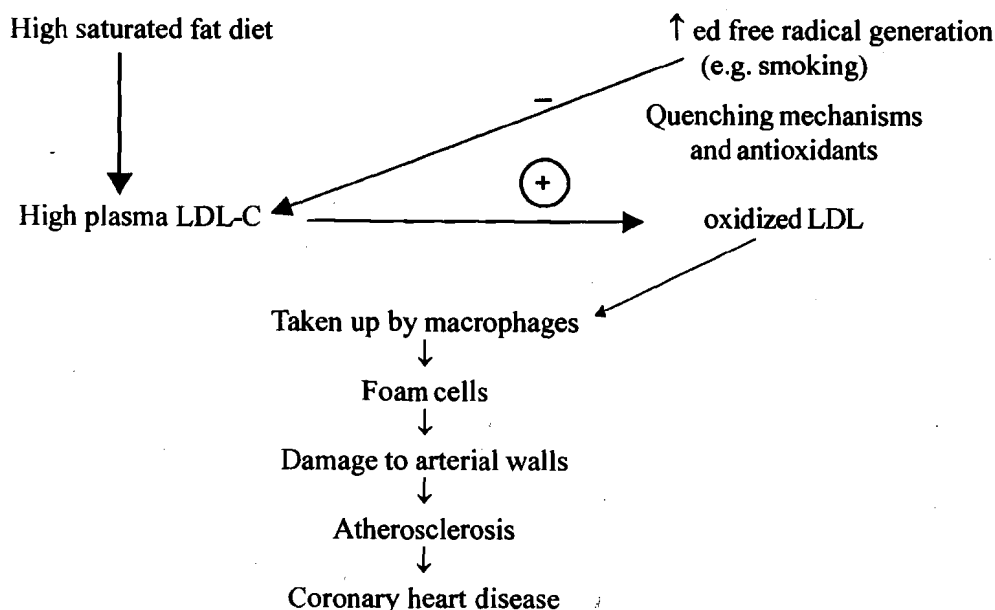 High saturated fat diet
↑ ed free radical generation
(e.g. smoking)
–
Quenching mechanisms
and antioxidants
+
High plasma LDL-C
oxidized LDL
Taken up by macrophages
↓
Foam cells
↓
Damage to arterial walls
↓
Atherosclerosis
↓
Coronary heart disease